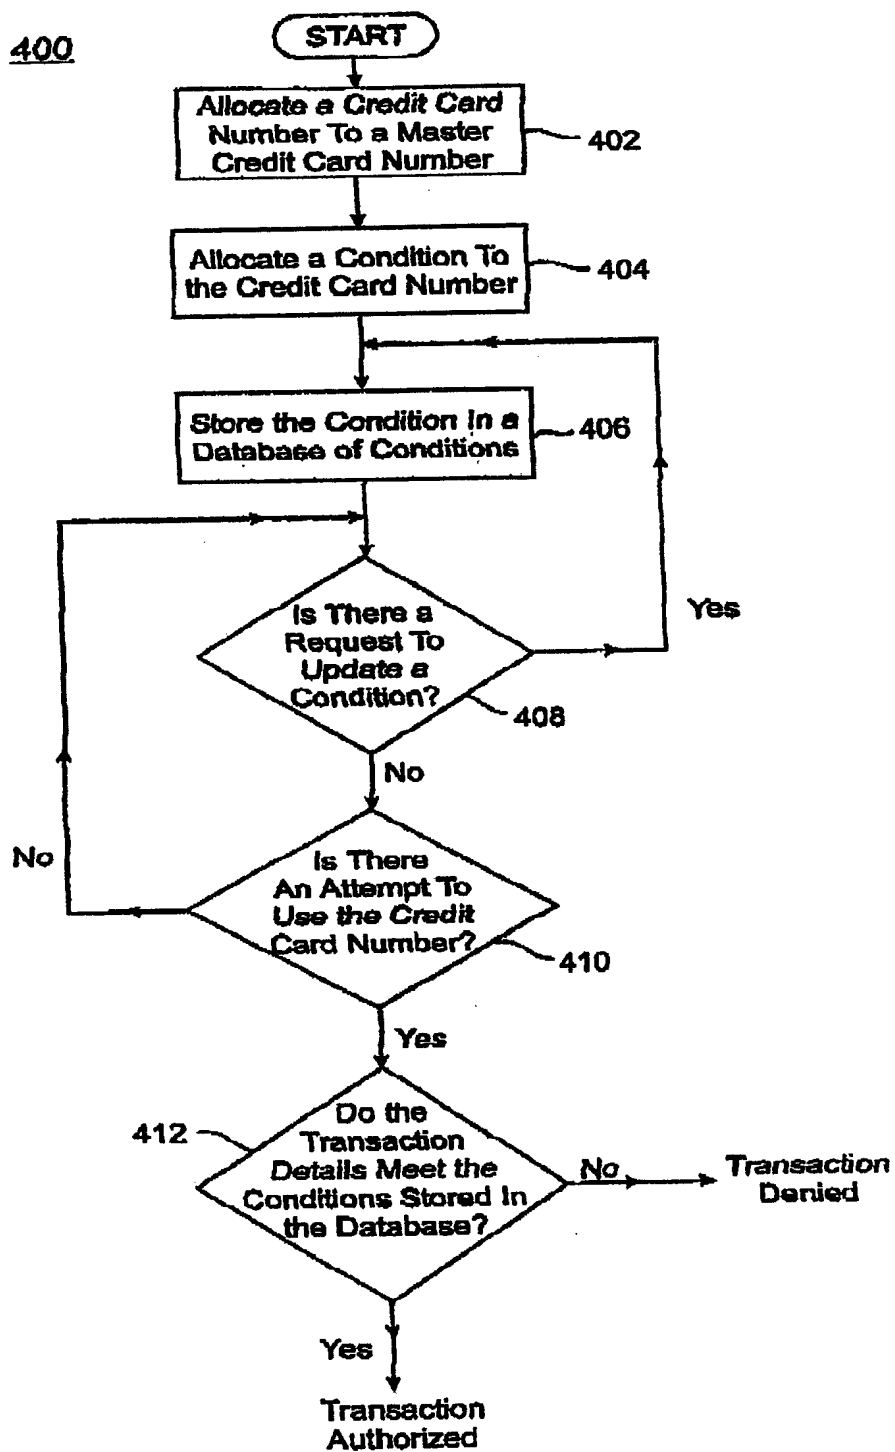 400
START
Allocate a Credit Card
Number To a Master
Credit Card Number
402
Allocate a Condition To
the Credit Card Number
404
Store the Condition In a
Database of Conditions
406
Is There a
Request To
Update a
Condition?
408
Yes
No
Is There
An Attempt To
Use the Credit
Card Number?
410
No
Yes
412
Do the
Transaction
Details Meet the
Conditions Stored In
the Database?
No
Transaction
Denied
Yes
Transaction
Authorized